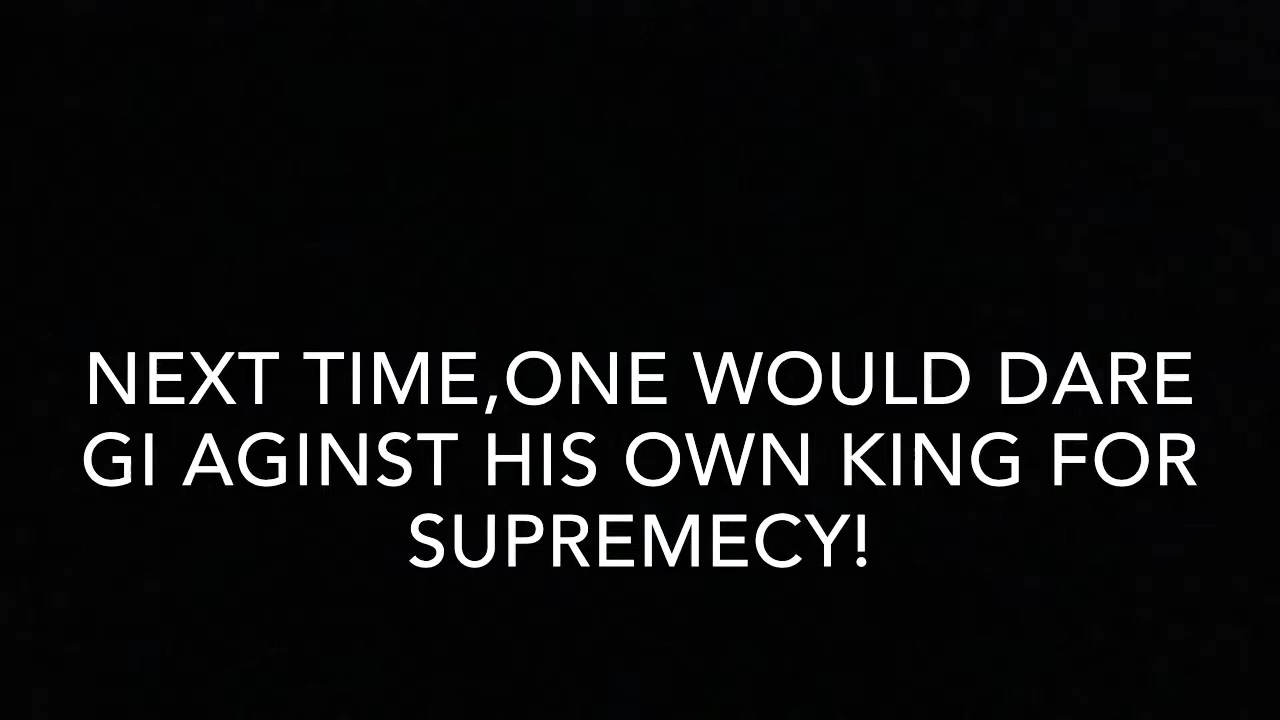 NEXT TIME,ONE WOULD DARE
GI AGINST HIS OWN KING FOR
SUPREMECY!